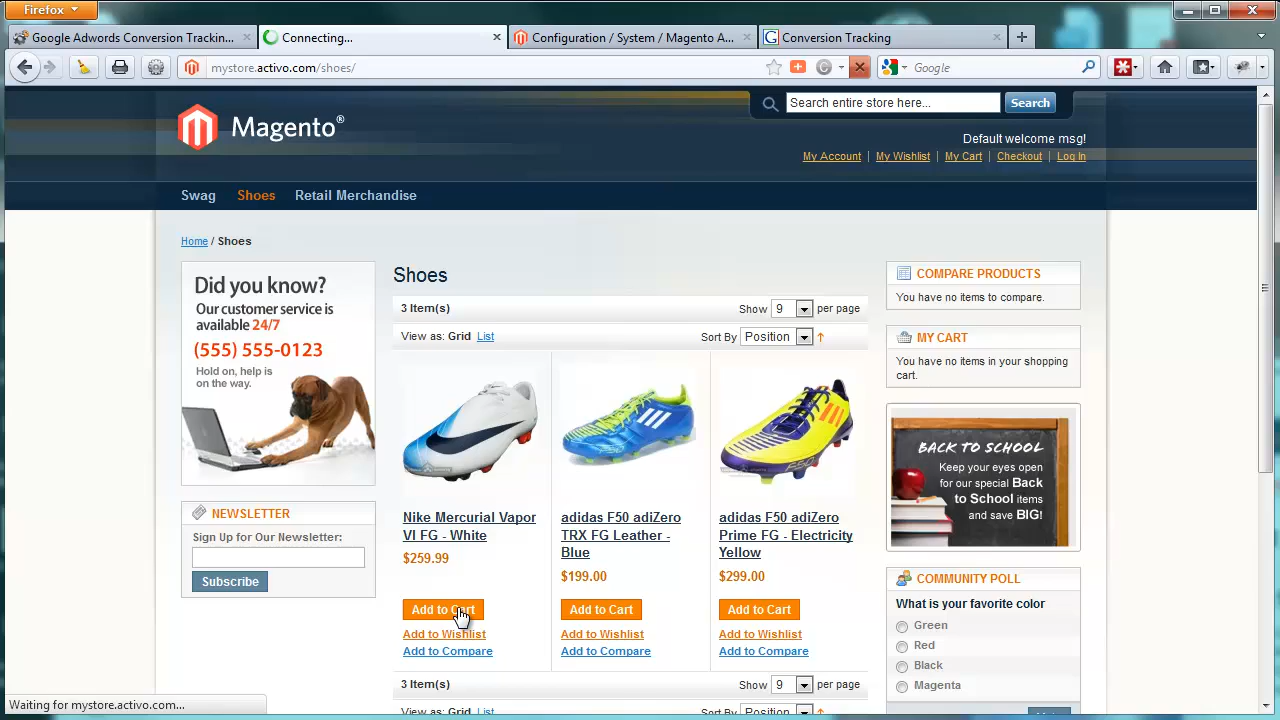 Firefox
Google Adwords Conversion Trackin...
Connecting...
Configuration / System / Magento A...
Conversion Tracking
mystore.activo.com/shoes/
Google
Magento®
Search entire store here...
Search
Default welcome msg!
My Account
My Wishlist
My Cart
Checkout
Log In
Swag
Shoes
Retail Merchandise
Home / Shoes
Did you know?
Our customer service is
available 24/7
(555) 555-0123
Hold on, help is
on the way.
NEWSLETTER
Sign Up for Our Newsletter:
Subscribe
Shoes
3 Item(s)
Show 9 per page
View as: Grid List
Sort By Position
Nike Mercurial Vapor
VI FG - White
$259.99
Add to Cart
Add to Wishlist
Add to Compare
adidas F50 adiZero
TRX FG Leather -
Blue
$199.00
Add to Cart
Add to Wishlist
Add to Compare
adidas F50 adiZero
Prime FG - Electricity
Yellow
$299.00
Add to Cart
Add to Wishlist
Add to Compare
3 Item(s)
Show 9 per page
View as: Grid List
Sort By Position
COMPARE PRODUCTS
You have no items to compare.
MY CART
You have no items in your shopping
cart.
BACK TO SCHOOL
Keep your eyes open
for our special Back
to School items
and save BIG!
COMMUNITY POLL
What is your favorite color
Green
Red
Black
Magenta
Waiting for mystore.activo.com...